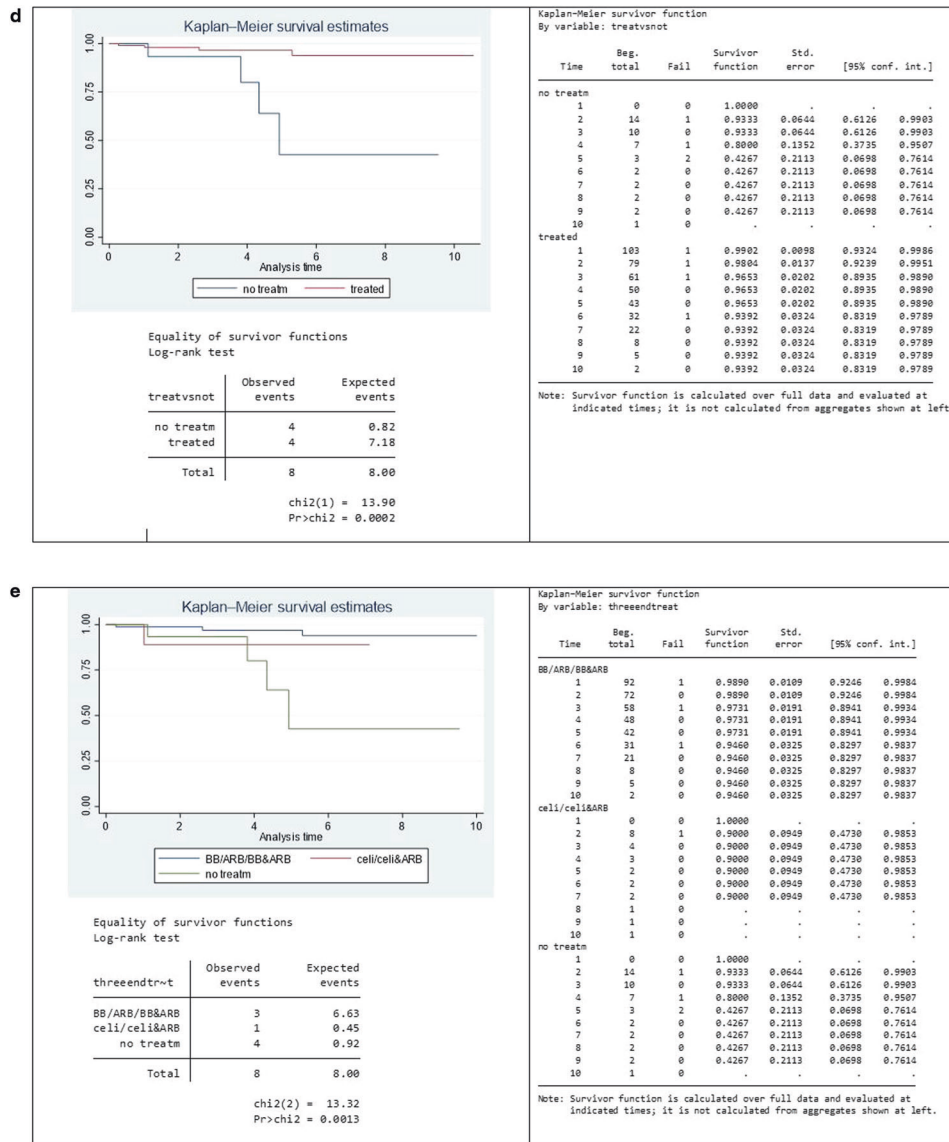 d
Kaplan–Meier survival estimates
1.00
0.75
0.50
0.25
0.00
0 2 4 6 8 10
Analysis time
no treatm treated
Equality of survivor functions
Log-rank test
Observed Expected
treatvsnot events events
no treatm 4 0.82
treated 4 7.18
Total 8 8.00
chi2(1) = 13.90
Pr>chi2 = 0.0002
Kaplan-Meier survivor function
By variable: treatvsnot
Beg. Survivor Std.
Time total Fail function error [95% conf. int.]
no treatm
1 0 0 1.0000 . . .
2 14 1 0.9333 0.0644 0.6126 0.9903
3 10 0 0.9333 0.0644 0.6126 0.9903
4 7 1 0.8000 0.1352 0.3735 0.9507
5 3 2 0.4267 0.2113 0.0698 0.7614
6 2 0 0.4267 0.2113 0.0698 0.7614
7 2 0 0.4267 0.2113 0.0698 0.7614
8 2 0 0.4267 0.2113 0.0698 0.7614
9 2 0 0.4267 0.2113 0.0698 0.7614
10 1 0 . . . .
treated
1 103 1 0.9902 0.0098 0.9324 0.9986
2 79 1 0.9804 0.0137 0.9239 0.9951
3 61 1 0.9653 0.0202 0.8935 0.9890
4 50 0 0.9653 0.0202 0.8935 0.9890
5 43 0 0.9653 0.0202 0.8935 0.9890
6 32 1 0.9392 0.0324 0.8319 0.9789
7 22 0 0.9392 0.0324 0.8319 0.9789
8 8 0 0.9392 0.0324 0.8319 0.9789
9 5 0 0.9392 0.0324 0.8319 0.9789
10 2 0 0.9392 0.0324 0.8319 0.9789
Note: Survivor function is calculated over full data and evaluated at
indicated times; it is not calculated from aggregates shown at left.
e
Kaplan–Meier survival estimates
1.00
0.75
0.50
0.25
0.00
0 2 4 6 8 10
Analysis time
BB/ARB/BB&ARB celi/celi&ARB
no treatm
Equality of survivor functions
Log-rank test
Observed Expected
threeendtr~t events events
BB/ARB/BB&ARB 3 6.63
celi/celi&ARB 1 0.45
no treatm 4 0.92
Total 8 8.00
chi2(2) = 13.32
Pr>chi2 = 0.0013
Kaplan-Meier survivor function
By variable: threeendtreat
Beg. Survivor Std.
Time total Fail function error [95% conf. int.]
BB/ARB/BB&ARB
1 92 1 0.9890 0.0109 0.9246 0.9984
2 72 0 0.9890 0.0109 0.9246 0.9984
3 58 1 0.9731 0.0191 0.8941 0.9934
4 48 0 0.9731 0.0191 0.8941 0.9934
5 42 0 0.9731 0.0191 0.8941 0.9934
6 31 1 0.9460 0.0325 0.8297 0.9837
7 21 0 0.9460 0.0325 0.8297 0.9837
8 8 0 0.9460 0.0325 0.8297 0.9837
9 5 0 0.9460 0.0325 0.8297 0.9837
10 2 0 0.9460 0.0325 0.8297 0.9837
celi/celi&ARB
1 0 0 1.0000 . . .
2 8 1 0.9000 0.0949 0.4730 0.9853
3 4 0 0.9000 0.0949 0.4730 0.9853
4 3 0 0.9000 0.0949 0.4730 0.9853
5 2 0 0.9000 0.0949 0.4730 0.9853
6 2 0 0.9000 0.0949 0.4730 0.9853
7 2 0 0.9000 0.0949 0.4730 0.9853
8 1 0 . . . .
9 1 0 . . . .
10 1 0 . . . .
no treatm
1 0 0 1.0000 . . .
2 14 1 0.9333 0.0644 0.6126 0.9903
3 10 0 0.9333 0.0644 0.6126 0.9903
4 7 1 0.8000 0.1352 0.3735 0.9507
5 3 2 0.4267 0.2113 0.0698 0.7614
6 2 0 0.4267 0.2113 0.0698 0.7614
7 2 0 0.4267 0.2113 0.0698 0.7614
8 2 0 0.4267 0.2113 0.0698 0.7614
9 2 0 0.4267 0.2113 0.0698 0.7614
10 1 0 . . . .
Note: Survivor function is calculated over full data and evaluated at
indicated times; it is not calculated from aggregates shown at left.